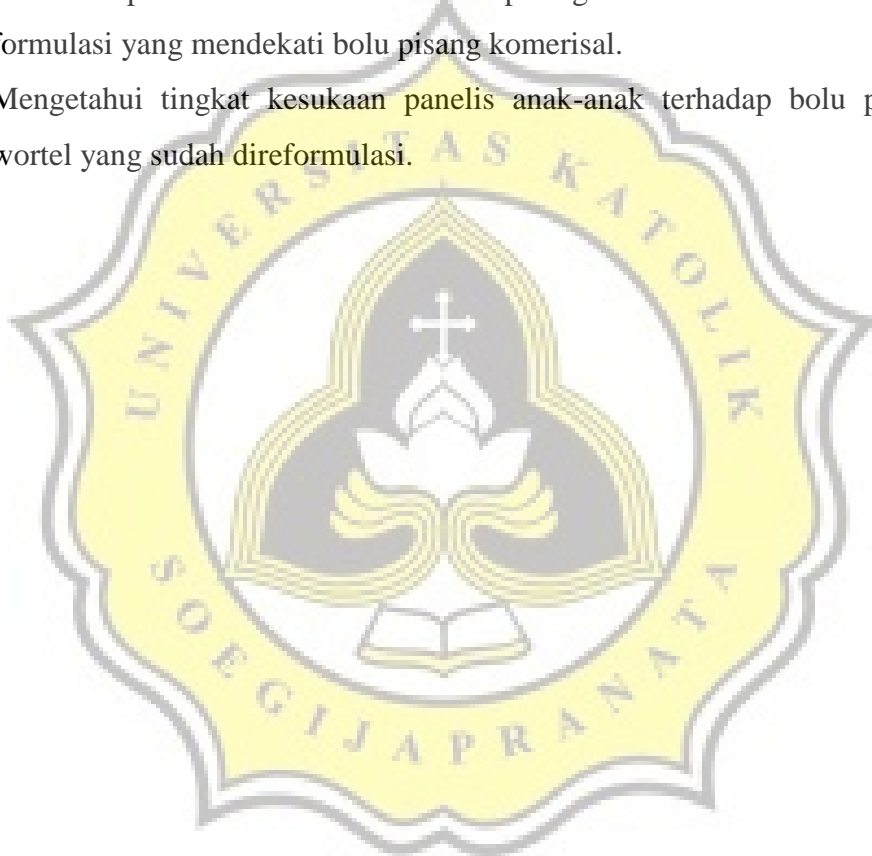 formulasi yang mendekati bolu pisang komerisal.
Mengetahui tingkat kesukaan panelis anak-anak terhadap bolu
wortel yang sudah direformulasi.
UNIVERSITAS KATOLIK
SOEGIJAPRANATA